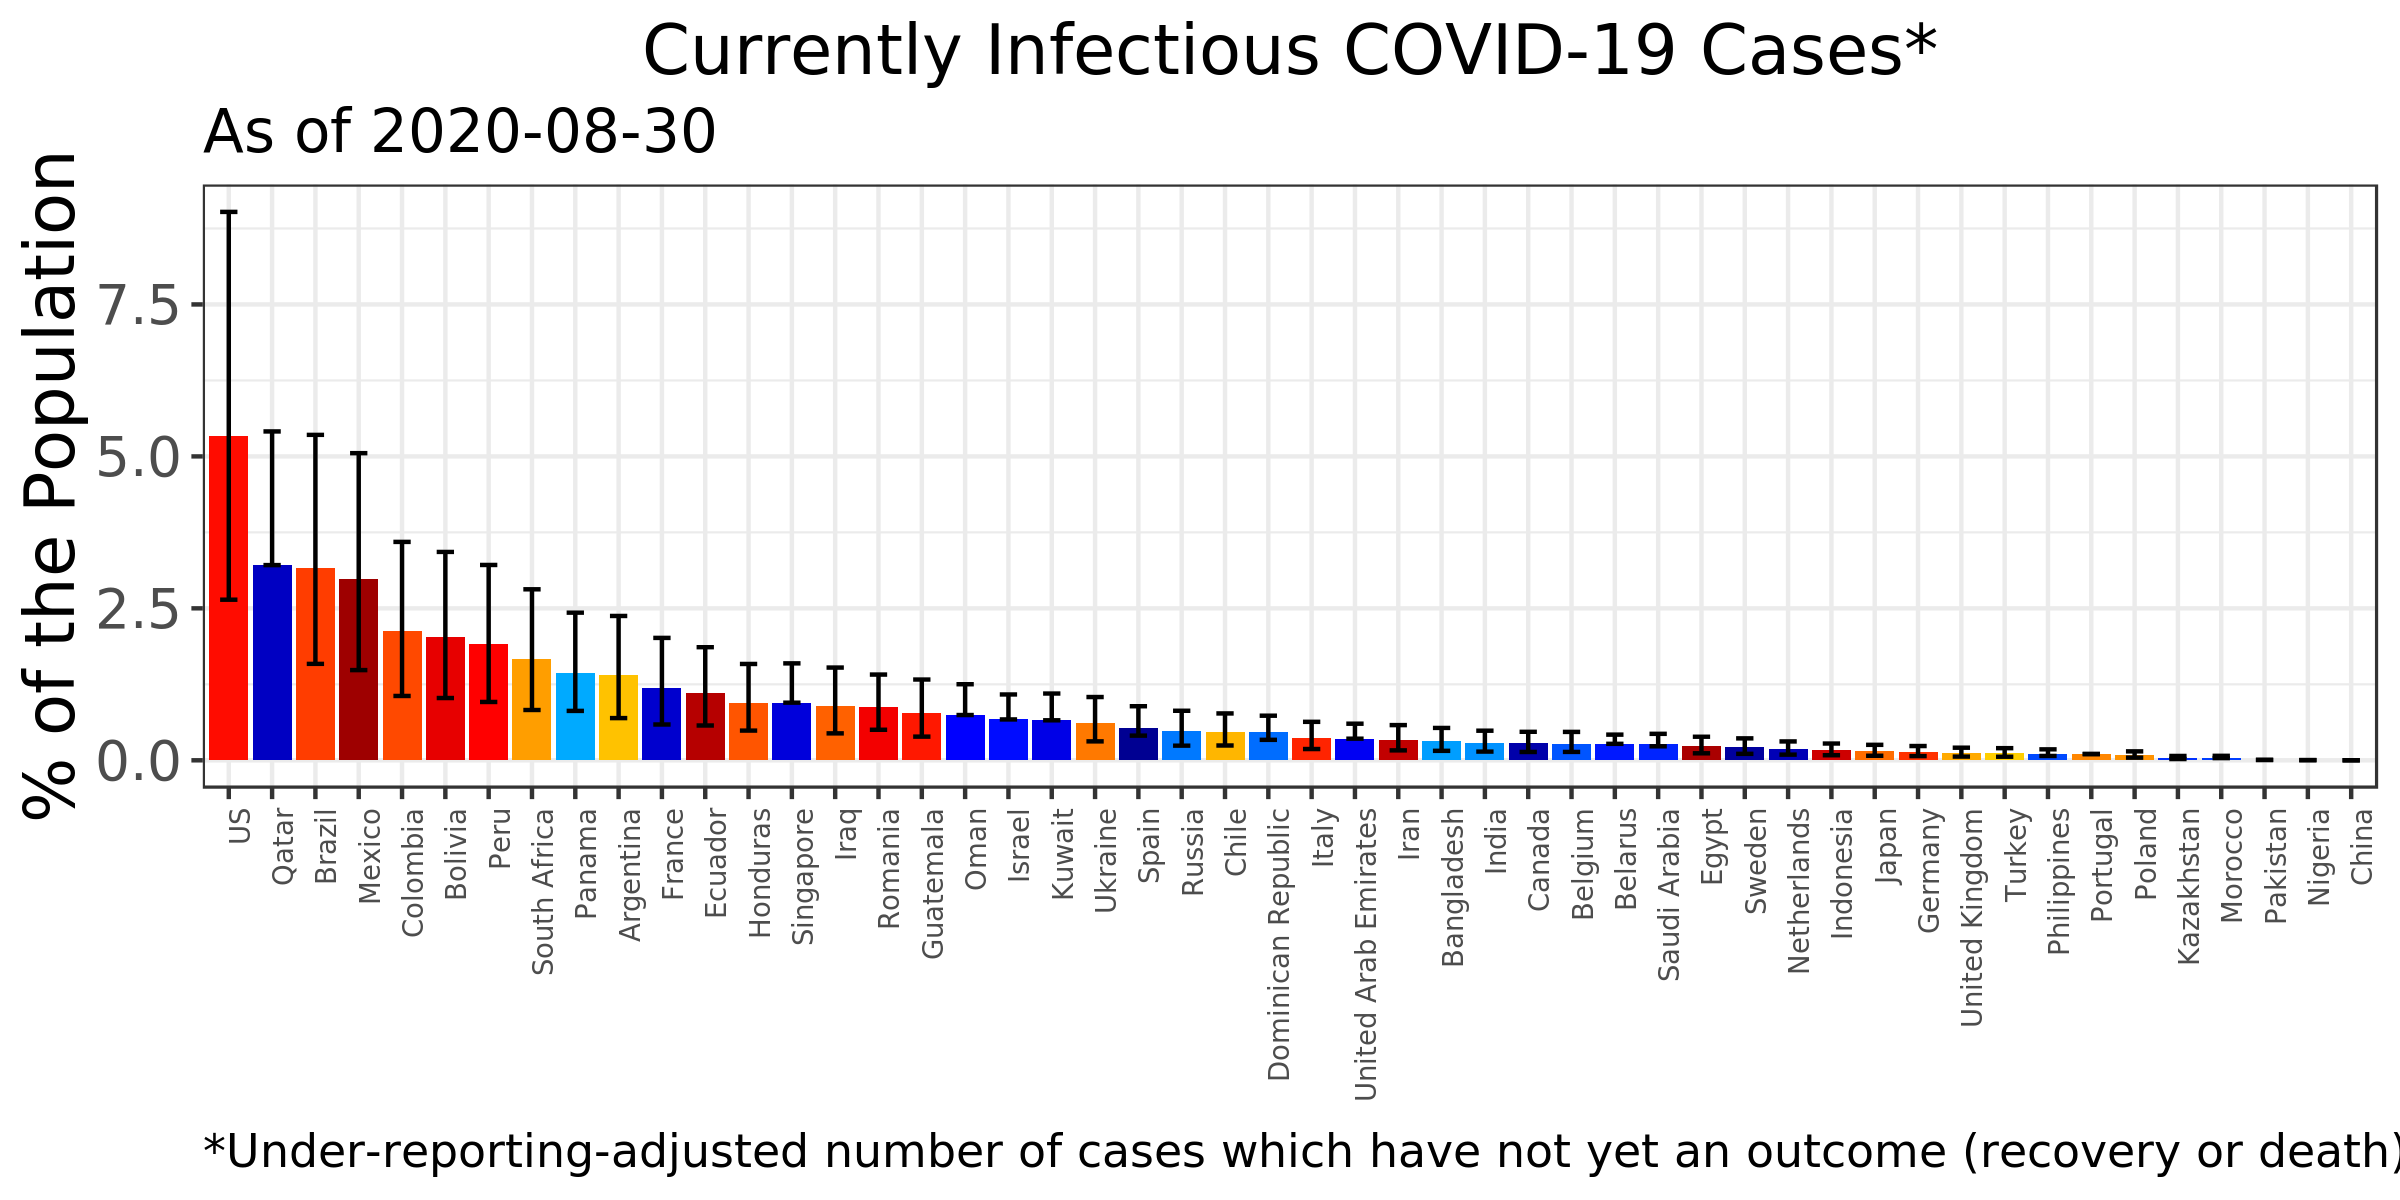 Currently Infectious COVID-19 Cases*
As of 2020-08-30
% of the Population
7.5
5.0
2.5
0.0
US
Qatar
Brazil
Mexico
Colombia
Bolivia
Peru
South Africa
Panama
Argentina
France
Ecuador
Honduras
Singapore
Iraq
Romania
Guatemala
Oman
Israel
Kuwait
Ukraine
Spain
Russia
Chile
Dominican Republic
Italy
United Arab Emirates
Iran
Bangladesh
India
Canada
Belgium
Belarus
Saudi Arabia
Egypt
Sweden
Netherlands
Indonesia
Japan
Germany
United Kingdom
Turkey
Philippines
Portugal
Poland
Kazakhstan
Morocco
Pakistan
Nigeria
China
*Under-reporting-adjusted number of cases which have not yet an outcome (recovery or death)